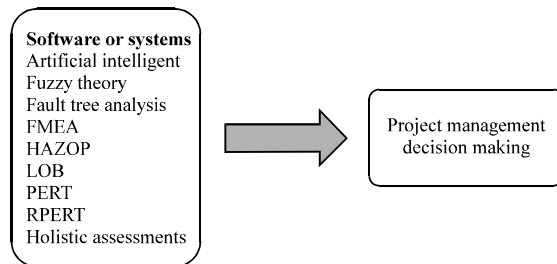 Software or systems
Artificial intelligent
Fuzzy theory
Fault tree analysis
FMEA
HAZOP
LOB
PERT
RPERT
Holistic assessments
Project management
decision making